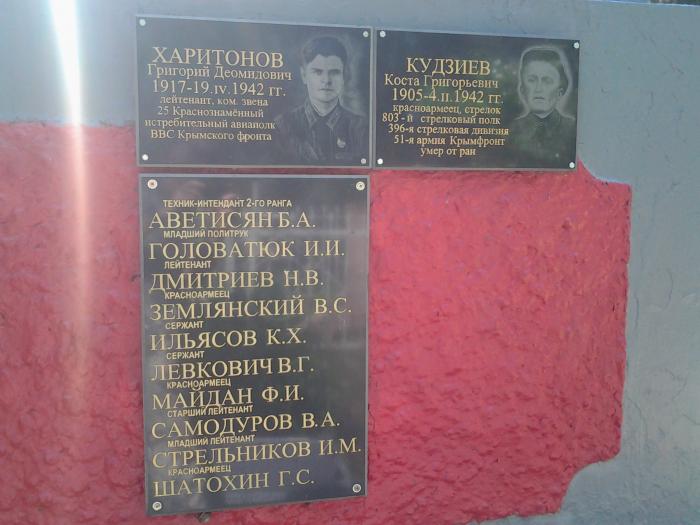 ХАРИТОНОВ
Григорий Деомидович
1917-19.IV.1942 гг.
лейтенант, ком. звена
25 Краснознамённый
истребительный авиаполк
ВВС Крымского фронта
КУДЗИЕВ
Коста Григорьевич
1905-4.II.1942 гг.
красноармеец, стрелок
803-й стрелковый полк
396-я стрелковая дивизия
51-я армия Крымфронт
умер от ран
ТЕХНИК-ИНТЕНДАНТ 2-ГО РАНГА
АВЕТИСЯН Б.А.
МЛАДШИЙ ПОЛИТРУК
ГОЛОВАТЮК И.И.
ЛЕЙТЕНАНТ
ДМИТРИЕВ Н.В.
КРАСНОАРМЕЕЦ
ЗЕМЛЯНСКИЙ В.С.
СЕРЖАНТ
ИЛЬЯСОВ К.Х.
СЕРЖАНТ
ЛЕВКОВИЧ В.Г.
КРАСНОАРМЕЕЦ
МАЙДАН Ф.И.
СТАРШИЙ ЛЕЙТЕНАНТ
САМОДУРОВ В.А.
МЛАДШИЙ ЛЕЙТЕНАНТ
СТРЕЛЬНИКОВ И.М.
КРАСНОАРМЕЕЦ
ШАТОХИН Г.С.